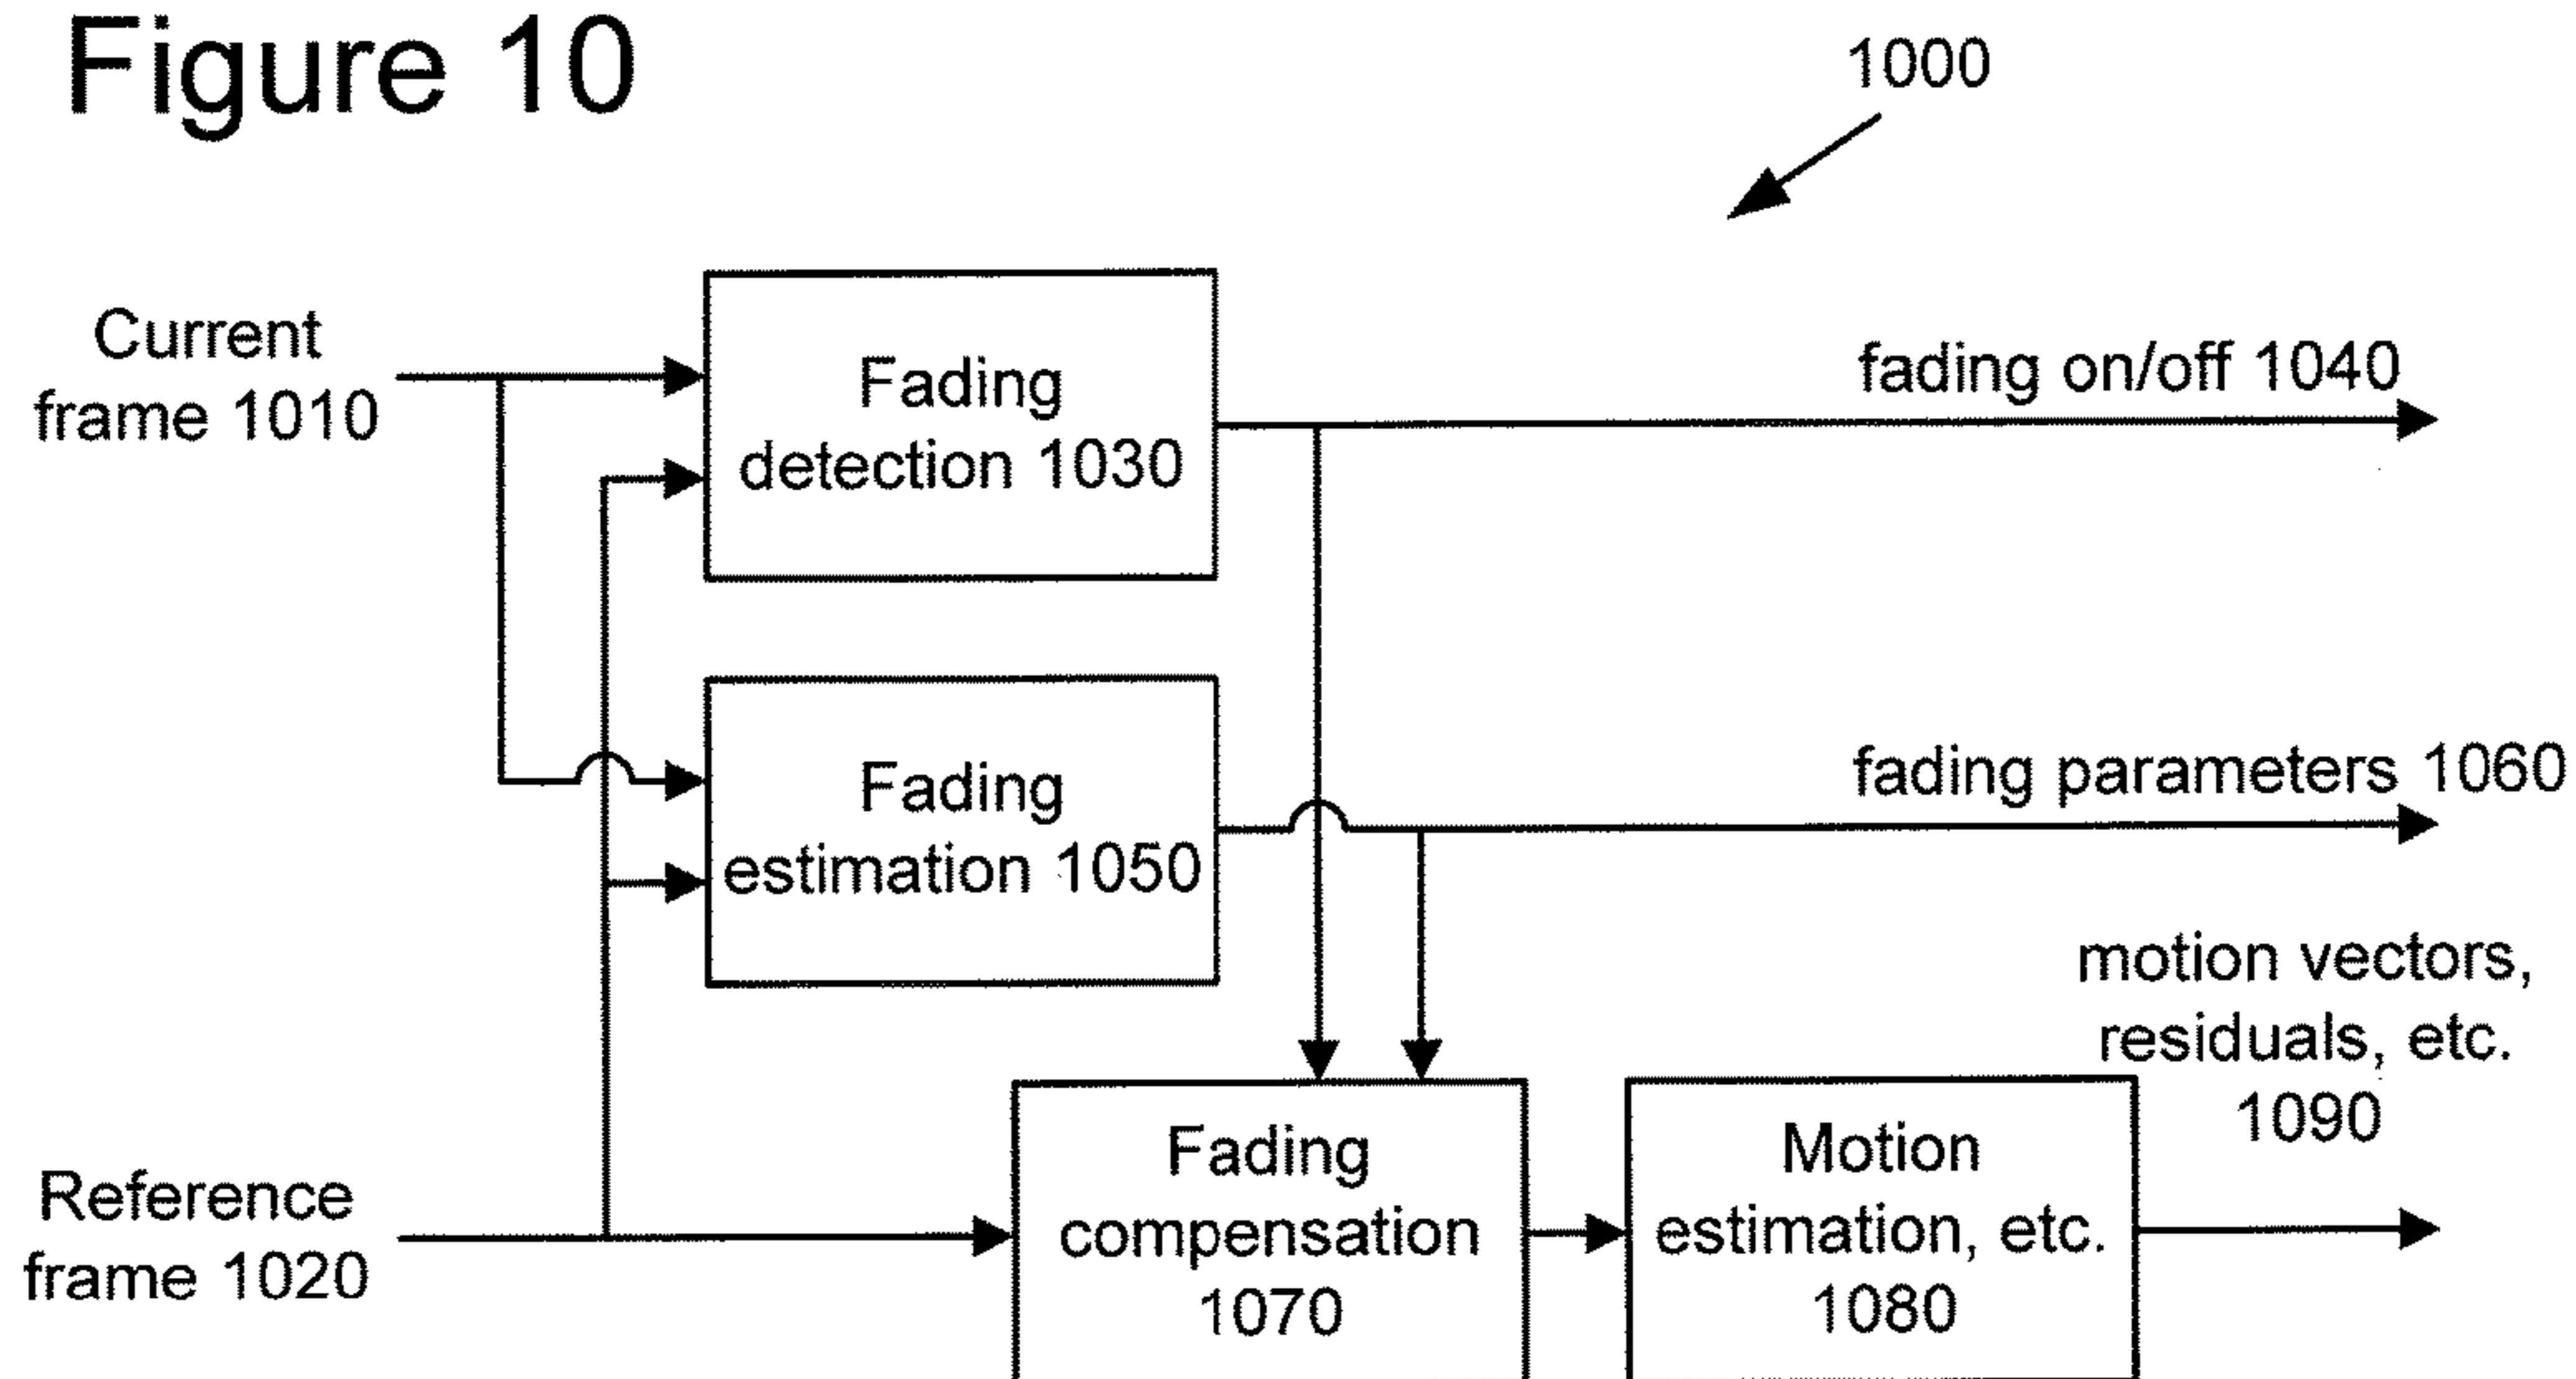 Figure 10
1000
Current
frame 1010
Fading
detection 1030
fading on/off 1040
Fading
estimation 1050
fading parameters 1060
motion vectors,
residuals, etc.
1090
Reference
frame 1020
Fading
compensation
1070
Motion
estimation, etc.
1080